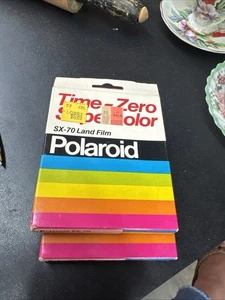 Time-Zero
Supercolor
SX-70 Land Film
Polaroid